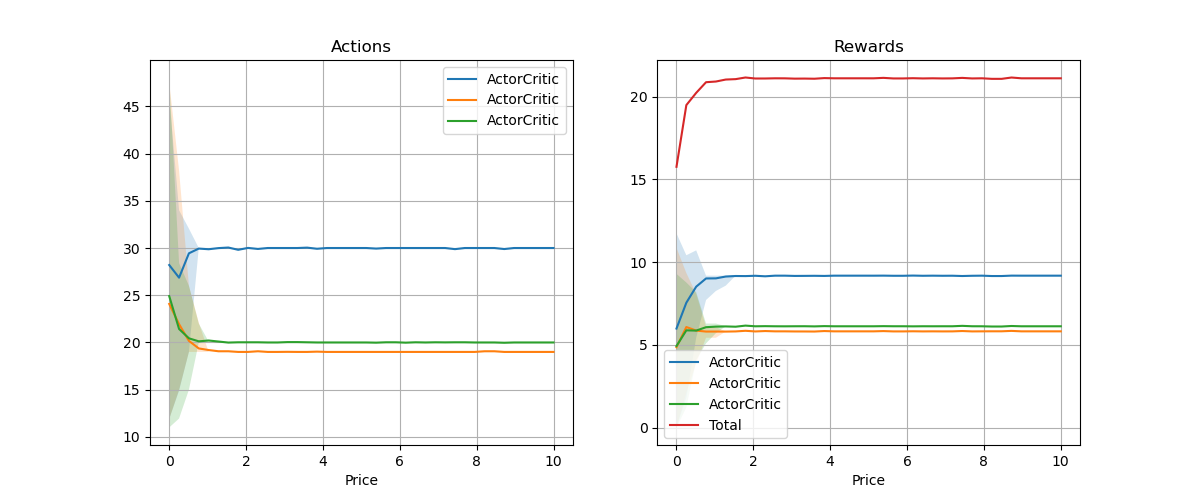 Actions
ActorCritic
ActorCritic
ActorCritic
45
40
35
30
25
20
15
10
0
2
4
6
8
10
Price
Rewards
20
15
10
5
0
ActorCritic
ActorCritic
ActorCritic
Total
0
2
4
6
8
10
Price